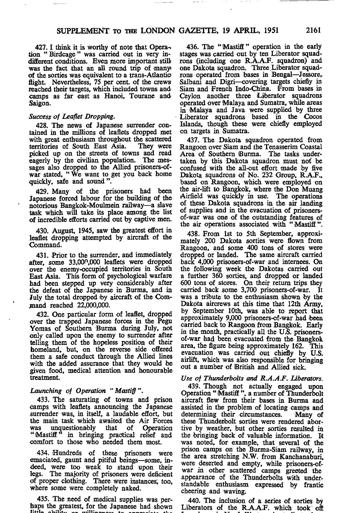 SUPPLEMENT TO THE LONDON GAZETTE, 19 APRIL, 1951 2161
427. I think it is worthy of note that Opera-
tion " Birdcage " was carried out in very in-
different conditions. Even more important still
was the fact that an all round trip of many
of the sorties was equivalent to a trans-Atlantic
flight. Nevertheless, 75 per cent. of the crews
reached their targets, which included towns and
camps as far east as Hanoi, Tourane and
Saigon.
Success of Leaflet Dropping.
428. The news of Japanese surrender con-
tained in the millions of leaflets dropped met
with great enthusiasm throughout the scattered
territories of South East Asia. They were
picked up on the streets of towns and read
eagerly by the civilian population. The mes-
sages also dropped to the Allied prisoners-of-
war stated, " We want to get you back home
quickly, safe and sound ".
429. Many of the prisoners had been
Japanese forced labour for the building of the
notorious Bangkok-Moulmein railway—a slave
task which will take its place among the list
of incredible efforts carried out by captive men.
430. August, 1945, saw the greatest effort in
leaflet dropping attempted by aircraft of the
Command.
431. Prior to the surrender, and immediately
after, some 33,000,000 leaflets were dropped
over the enemy-occupied territories in South
East Asia. This form of psychological warfare
had been stepped up very considerably after
the defeat of the Japanese in Burma, and in
July the total dropped by aircraft of the Com-
mand reached 22,000,000.
432. One particular form of leaflet, dropped
over the trapped Japanese forces in the Pegu
Yomas of Southern Burma during July, not
only called upon the enemy to surrender after
telling them of the hopeless position of their
homeland, but, on the reverse side offered
them a safe conduct through the Allied lines
with the added assurance that they would be
given food, medical attention and honourable
treatment.
Launching of Operation " Mastiff ".
433. The saturating of towns and prison
camps with leaflets announcing the Japanese
surrender was, in itself, a laudable effort, but
the main task which awaited the Air Forces
was unquestionably that of Operation
" Mastiff " in bringing practical relief and
comfort to those who needed them most.
434. Hundreds of these prisoners were
emaciated, gaunt and pitiful beings—some, in-
deed, were too weak to stand upon their
legs. The majority of prisoners were deficient
of proper clothing. There were instances, too,
where some were completely naked.
435. The need of medical supplies was per-
haps the greatest, for the Japanese had shown
436. The " Mastiff " operation in the early
stages was carried out by ten Liberator squad-
rons (including one R.A.A.F. squadron) and
one Dakota squadron. Three Liberator squad-
rons operated from bases in Bengal—Jessore,
Salbani and Digri—covering targets chiefly in
Siam and French Indo-China. From bases in
Ceylon another three Liberator squadrons
operated over Malaya and Sumatra, while areas
in Malaya and Java were supplied by three
Liberator squadrons based in the Cocos
Islands, though these were chiefly employed
on targets in Sumatra.
437. The Dakota squadron operated from
Rangoon over Siam and the Tenasserim Coastal
Area of Southern Burma. The tasks under-
taken by this Dakota squadron must not be
confused with the all-out effort made by five
Dakota squadrons of No. 232 Group, R.A.F.,
based on Rangoon, which were employed on
the air-lift to Bangkok, where the Don Muang
Airfield was quickly in use. The operations
of these Dakota squadrons in the air landing
of supplies and in the evacuation of prisoners-
of-war was one of the outstanding features of
the air operations associated with " Mastiff ".
438. From 1st to 5th September, approxi-
mately 200 Dakota sorties were flown from
Rangoon, and some 400 tons of stores were
dropped or landed. The same aircraft carried
back 4,000 prisoners-of-war and internees. On
the following week the Dakotas carried out
a further 360 sorties, and dropped or landed
600 tons of stores. On their return trips they
carried back some 3,700 prisoners-of-war. It
was a tribute to the enthusiasm shown by the
Dakota aircrews at this time that 12th Army,
by September 10th, was able to report that
approximately 9,000 prisoners-of-war had been
carried back to Rangoon from Bangkok. Early
in the month, practically all the U.S. prisoners-
of-war had been evacuated from the Bangkok
area, the figure being approximately 162. This
evacuation was carried out chiefly by U.S.
airlift, which was also responsible for bringing
out a number of British and Allied sick.
Use of Thunderbolts and R.A.A.F. Liberators.
439. Though not actually engaged upon
Operation " Mastiff ", a number of Thunderbolt
aircraft flew from their bases in Burma and
assisted in the problem of locating camps and
determining their circumstances. Many of
these Thunderbolt sorties were rendered abor-
tive by weather, but other sorties resulted in
the bringing back of valuable information. It
was noted, for example, that several of the
prison camps on the Burma-Siam railway, in
the area stretching N.W. from Kanchanaburi,
were deserted and empty, while prisoners-of-
war in other scattered camps greeted the
appearance of the Thunderbolts with under-
standable enthusiasm expressed by frantic
cheering and waving.
440. The inclusion of a series of sorties by
Liberators of the R.A.A.F. which took off